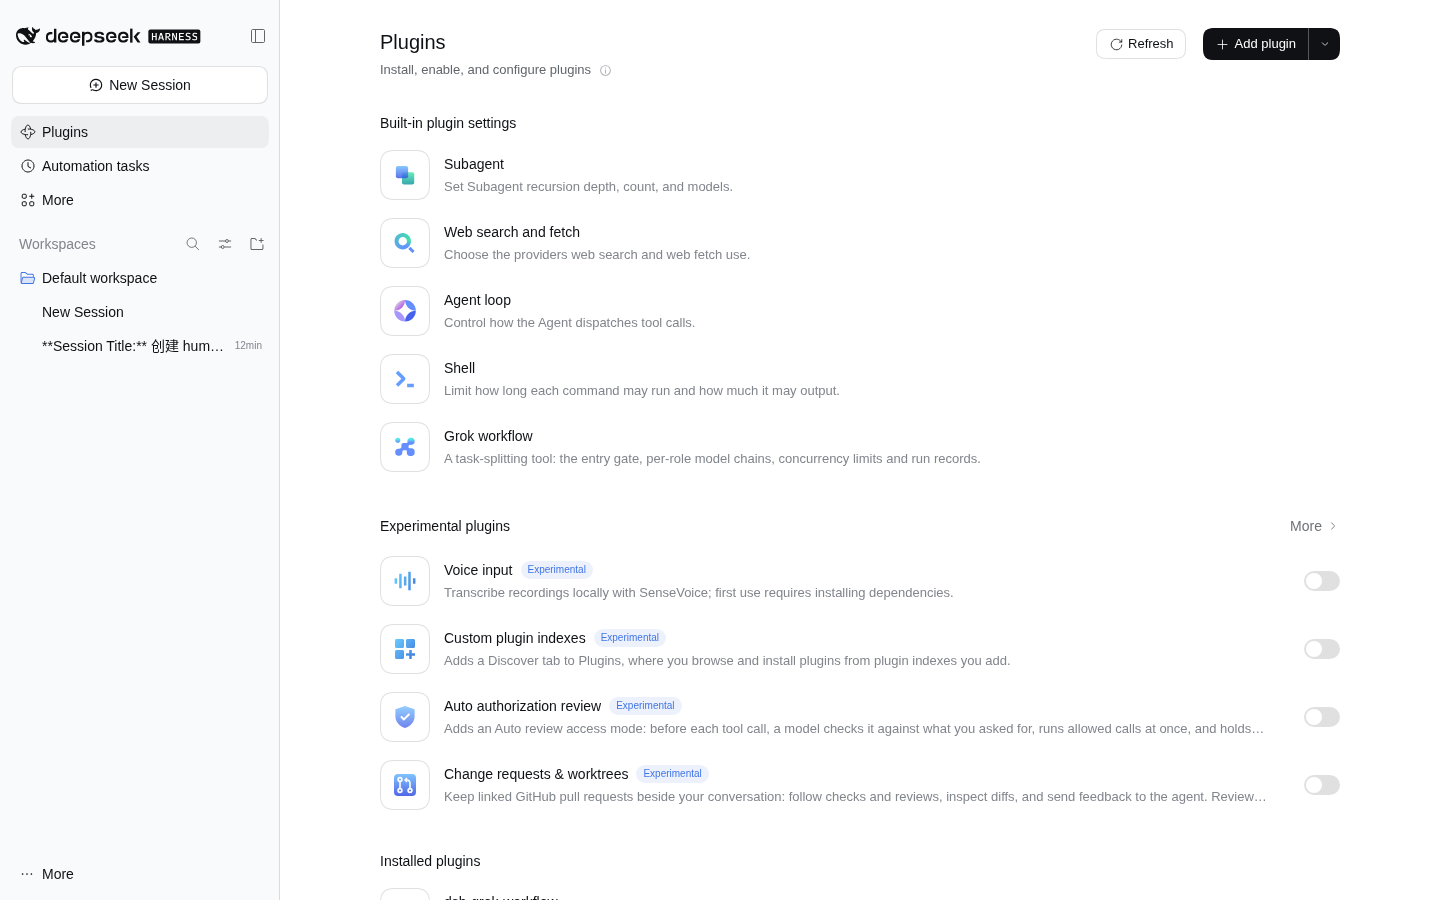 deepseek HARNESS
New Session
Plugins
Automation tasks
More
Workspaces
Default workspace
New Session
**Session Title:** 创建 hum… 12min
More
Plugins
Install, enable, and configure plugins
Refresh
Add plugin
Built-in plugin settings
Subagent
Set Subagent recursion depth, count, and models.
Web search and fetch
Choose the providers web search and web fetch use.
Agent loop
Control how the Agent dispatches tool calls.
Shell
Limit how long each command may run and how much it may output.
Grok workflow
A task-splitting tool: the entry gate, per-role model chains, concurrency limits and run records.
Experimental plugins
More
Voice input Experimental
Transcribe recordings locally with SenseVoice; first use requires installing dependencies.
Custom plugin indexes Experimental
Adds a Discover tab to Plugins, where you browse and install plugins from plugin indexes you add.
Auto authorization review Experimental
Adds an Auto review access mode: before each tool call, a model checks it against what you asked for, runs allowed calls at once, and holds…
Change requests & worktrees Experimental
Keep linked GitHub pull requests beside your conversation: follow checks and reviews, inspect diffs, and send feedback to the agent. Review…
Installed plugins